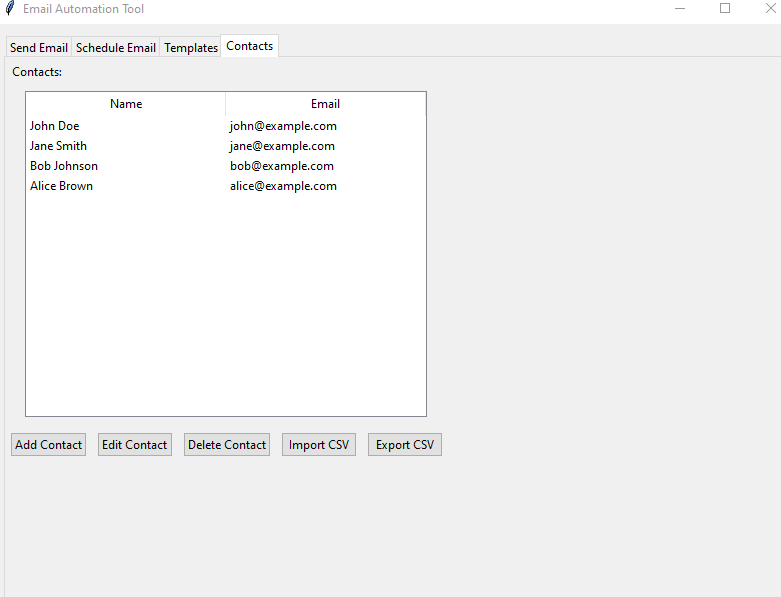 Email Automation Tool
Send Email Schedule Email Templates Contacts
Contacts:
Name Email
John Doe john@example.com
Jane Smith jane@example.com
Bob Johnson bob@example.com
Alice Brown alice@example.com
Add Contact Edit Contact Delete Contact Import CSV Export CSV